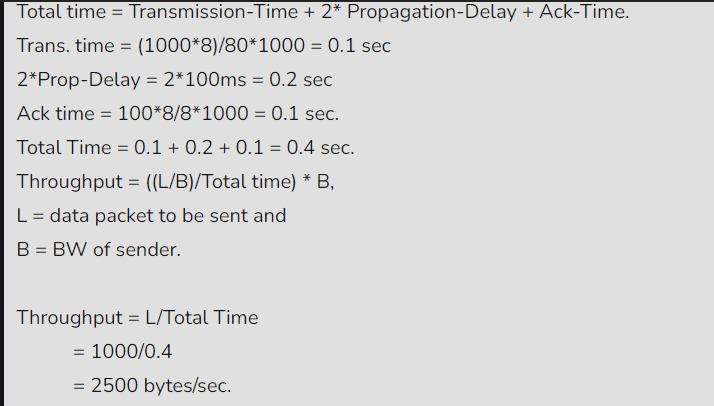 Total time = Transmission-Time + 2* Propagation-Delay + Ack-Time.
Trans. time = (1000*8)/80*1000 = 0.1 sec
2*Prop-Delay = 2*100ms = 0.2 sec
Ack time = 100*8/8*1000 = 0.1 sec.
Total Time = 0.1 + 0.2 + 0.1 = 0.4 sec.
Throughput = ((L/B)/Total time) * B,
L = data packet to be sent and
B = BW of sender.
Throughput = L/Total Time
= 1000/0.4
= 2500 bytes/sec.